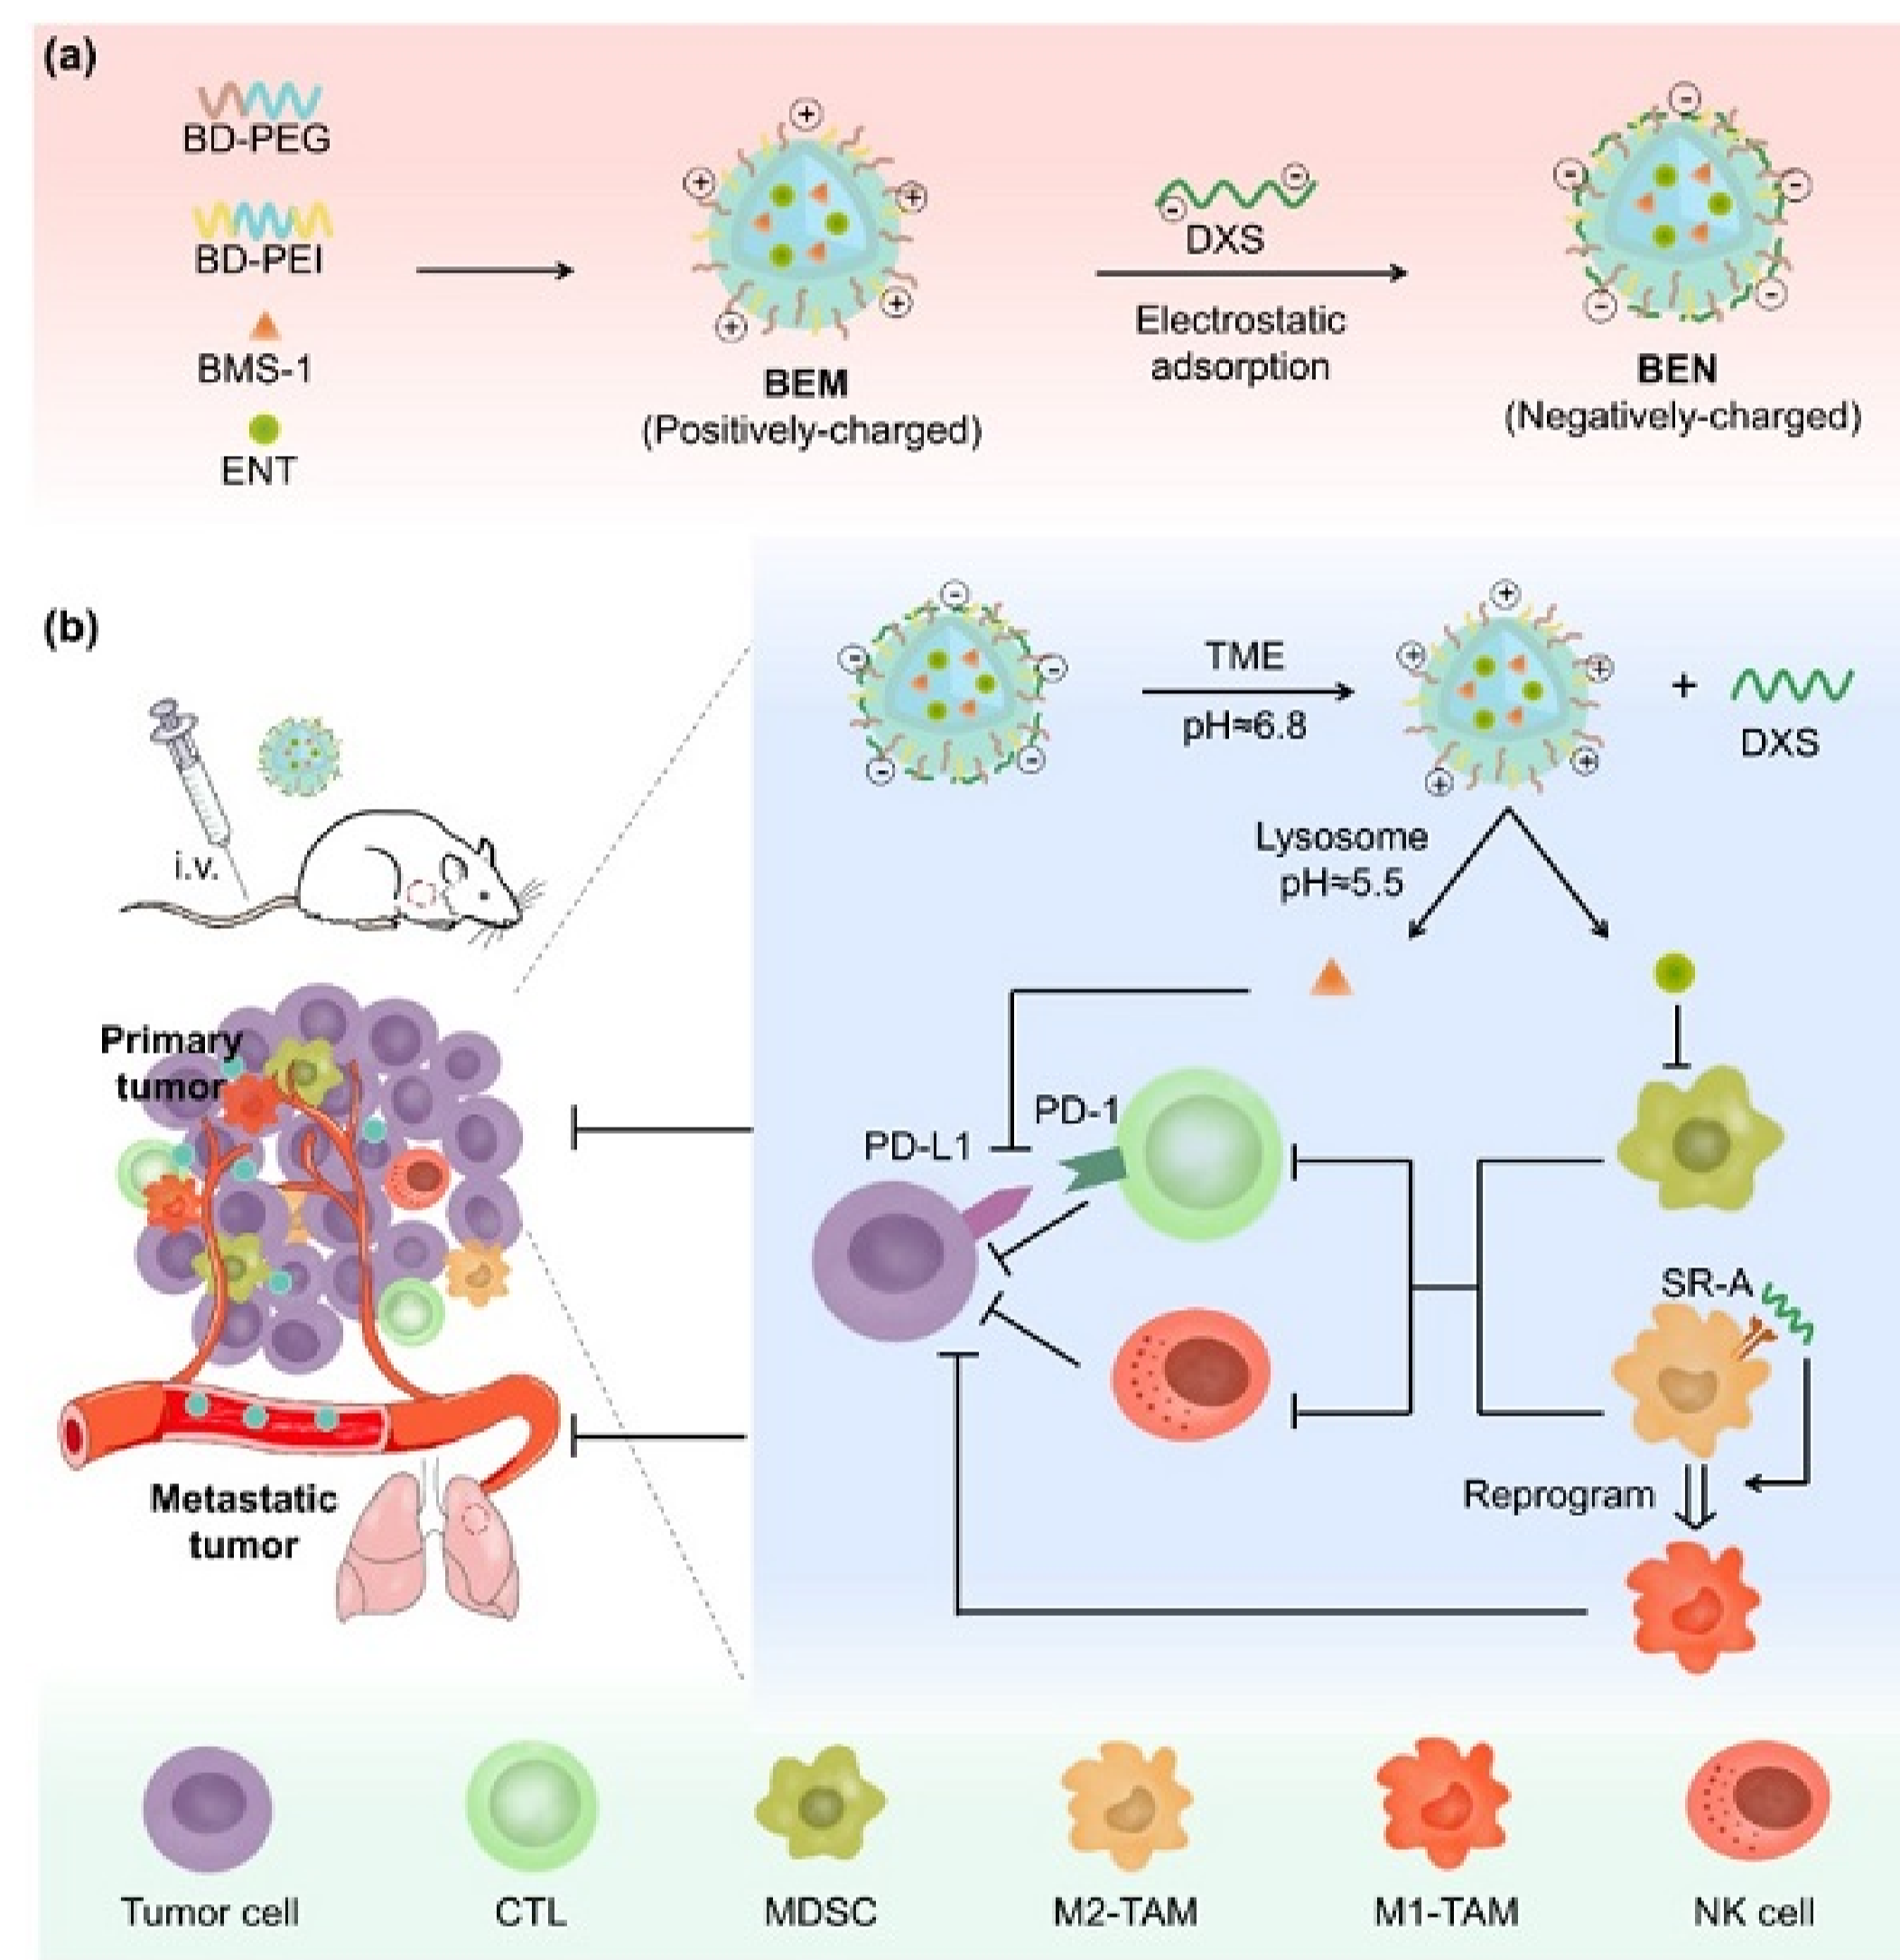 (a)
BD-PEG
BD-PEI
BMS-1
ENT
BEM
(Positively-charged)
DXS
Electrostatic
adsorption
BEN
(Negatively-charged)
(b)
i.v.
Primary
tumor
Metastatic
tumor
TME
pH≈6.8
+
DXS
Lysosome
pH≈5.5
PD-1
PD-L1
SR-A
Reprogram
Tumor cell
CTL
MDSC
M2-TAM
M1-TAM
NK cell